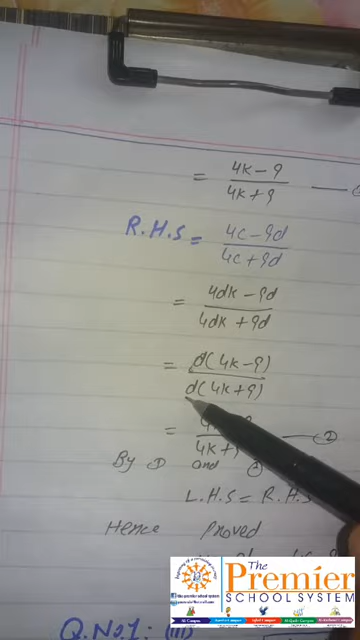 = 4K-9 / 4K+9
R.H.S = 4c-9d / 4c+9d
= 4dK-9d / 4dK+9d
= d(4K-9) / d(4K+9)
= / 4K+ —②
By ① and ②
L.H.S = R.H.S
Hence Proved
The Premier
SCHOOL SYSTEM
Q.No.1: (iii)